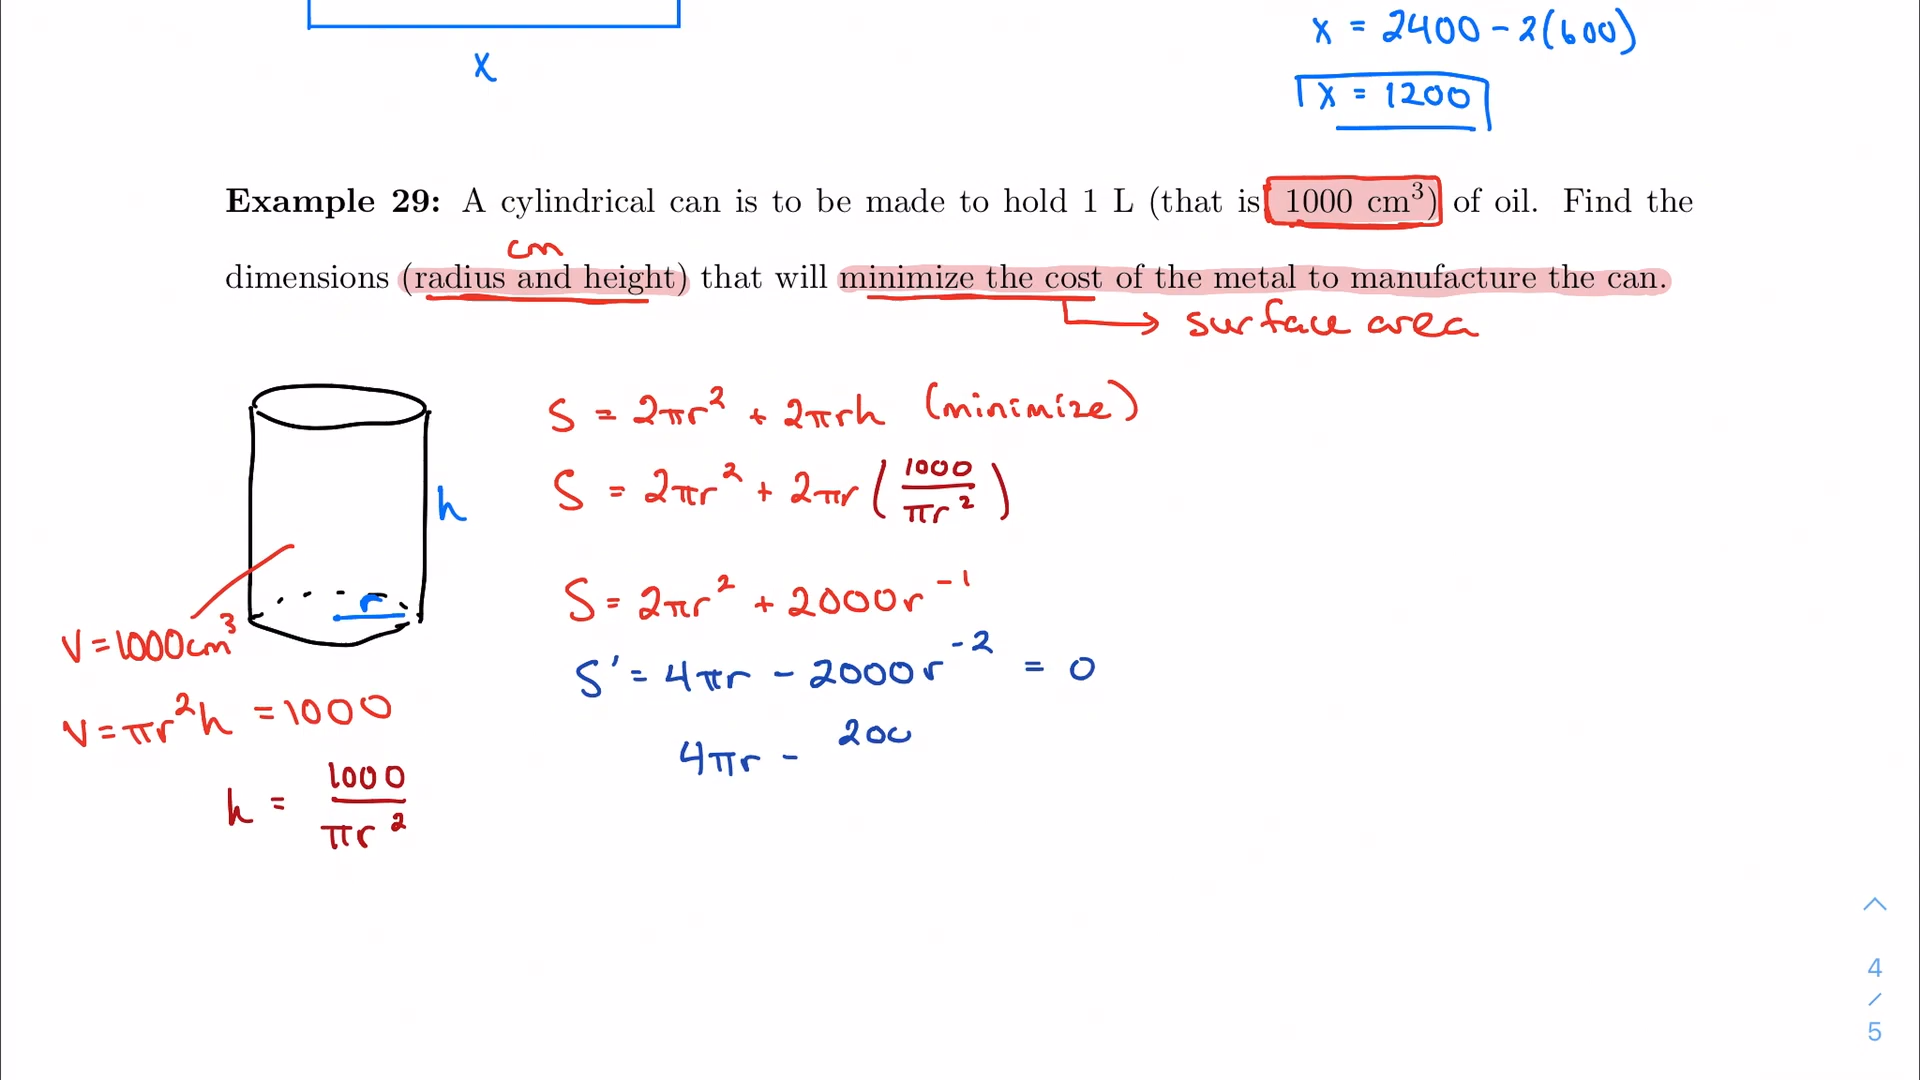 x
x = 2400 - 2(600)
x = 1200
Example 29: A cylindrical can is to be made to hold 1 L (that is 1000 cm³) of oil. Find the
cm
dimensions (radius and height) that will minimize the cost of the metal to manufacture the can.
surface area
S = 2πr² + 2πrh (minimize)
S = 2πr² + 2πr (1000/πr²)
h
r
S = 2πr² + 2000r⁻¹
V = 1000cm³
S' = 4πr - 2000r⁻² = 0
V = πr²h = 1000
4πr - 200
h = 1000/πr²
4
/
5